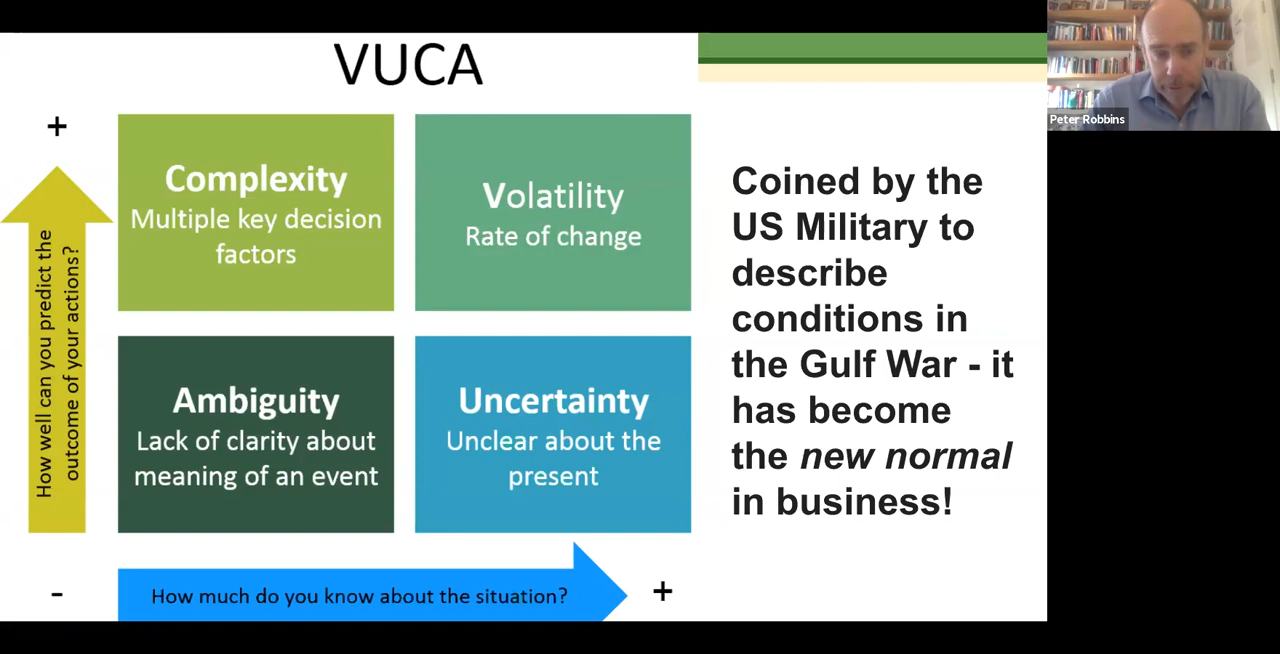 VUCA
+
How well can you predict the
outcome of your actions?
Complexity
Multiple key decision
factors
Volatility
Rate of change
Ambiguity
Lack of clarity about
meaning of an event
Uncertainty
Unclear about the
present
-
How much do you know about the situation?
+
Coined by the
US Military to
describe
conditions in
the Gulf War - it
has become
the new normal
in business!
Peter Robbins